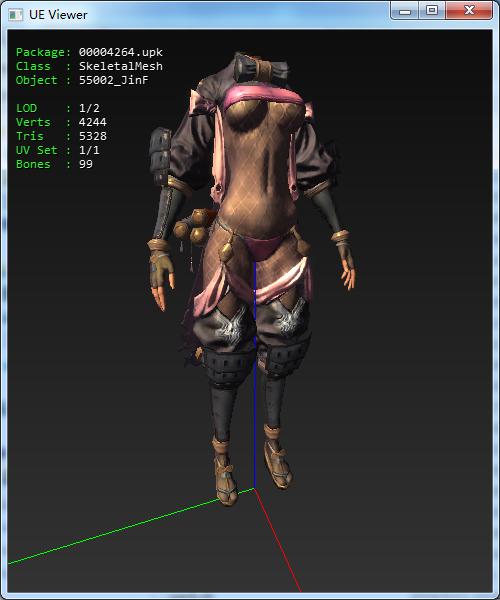 UE Viewer
Package: 00004264.upk
Class : SkeletalMesh
Object : 55002_JinF
LOD : 1/2
Verts : 4244
Tris : 5328
UV Set : 1/1
Bones : 99